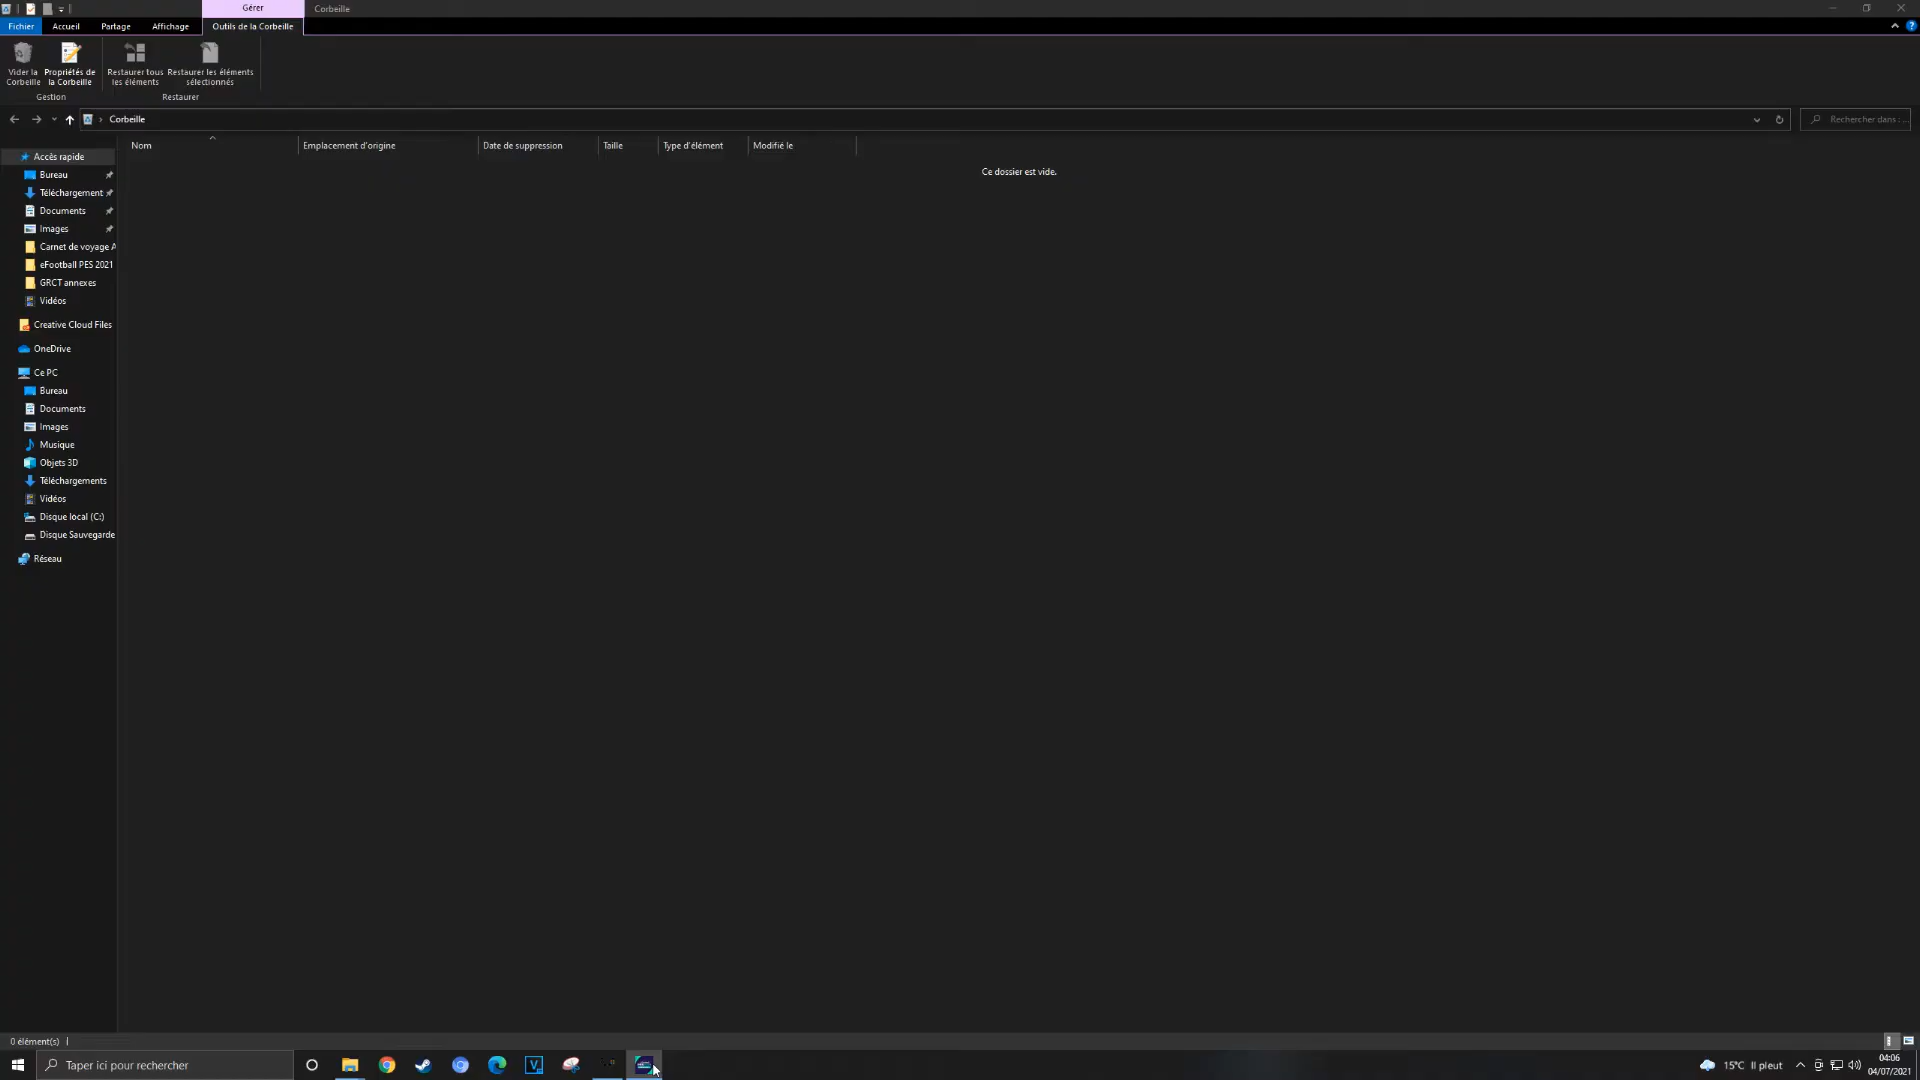 Gérer
Corbeille
Fichier
Accueil
Partage
Affichage
Outils de la Corbeille
Vider la
Corbeille
Propriétés de
la Corbeille
Restaurer tous
les éléments
Restaurer les éléments
sélectionnés
Gestion
Restaurer
Corbeille
Rechercher dans : ...
Nom
Emplacement d'origine
Date de suppression
Taille
Type d'élément
Modifié le
Ce dossier est vide.
Accès rapide
Bureau
Téléchargement
Documents
Images
Carnet de voyage A
eFootball PES 2021
GRCT annexes
Vidéos
Creative Cloud Files
OneDrive
Ce PC
Bureau
Documents
Images
Musique
Objets 3D
Téléchargements
Vidéos
Disque local (C:)
Disque Sauvegarde
Réseau
0 élément(s)
Taper ici pour rechercher
15°C Il pleut
04:06
04/07/2021